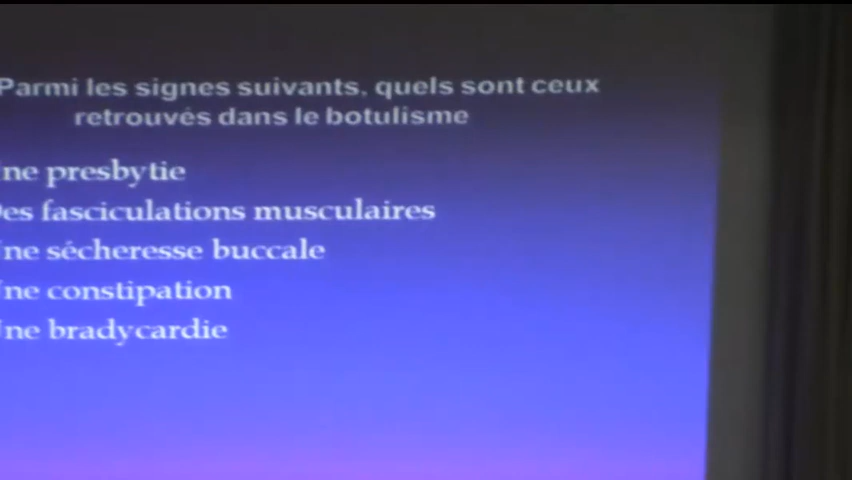 Parmi les signes suivants, quels sont ceux
retrouvés dans le botulisme
ne presbytie
es fasciculations musculaires
ne sécheresse buccale
ne constipation
ne bradycardie